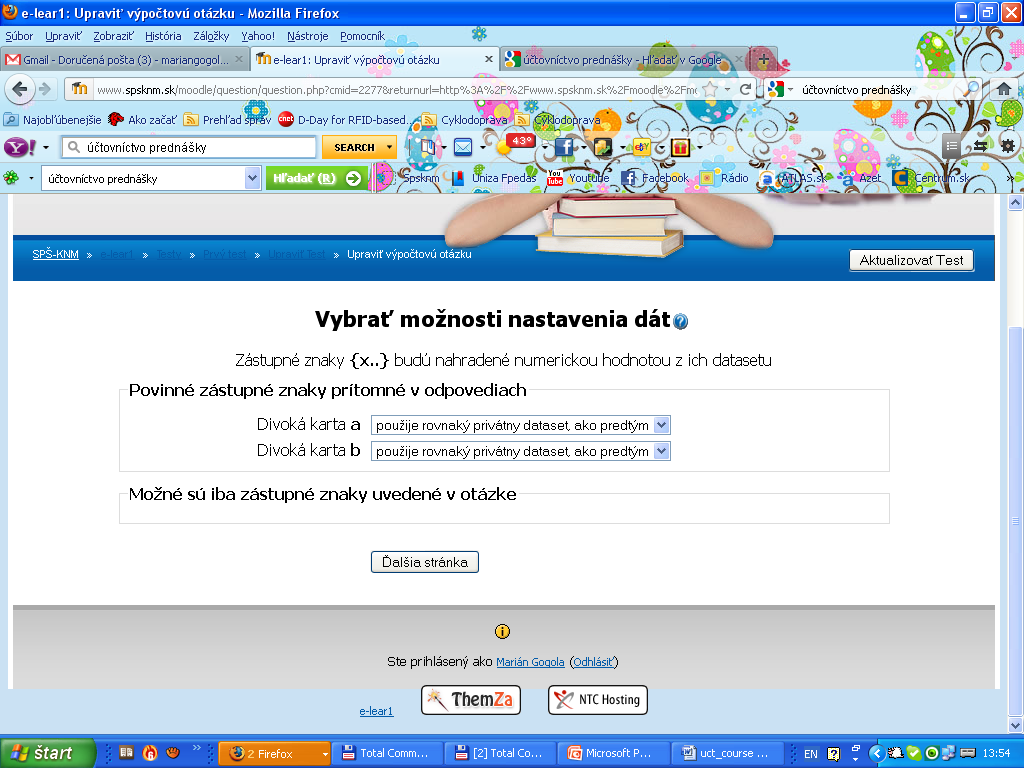 e-lear1: Upraviť výpočtovú otázku - Mozilla Firefox
Súbor Upraviť Zobraziť História Záložky Yahoo! Nástroje Pomocník
Gmail - Doručená pošta (3) - mariangogol... e-lear1: Upraviť výpočtovú otázku účtovníctvo prednášky - Hľadať v Google
www.spsknm.sk/moodle/question/question.php?cmid=2277&returnurl=http%3A%2F%2Fwww.spsknm.sk%2Fmoodle%2Fmo účtovníctvo prednášky
Najobľúbenejšie Ako začať Prehľad správ D-Day for RFID-based... Cyklodoprava Cyklodoprava
Y! účtovníctvo prednášky SEARCH 43° eBY
účtovníctvo prednášky Hľadať (R) Spsknm Uniza Fpedas Youtube Facebook Rádio ATLAS.sk Azet Centrum.sk »
SPŠ-KNM » e-lear1 » Testy » Prvý test » Upraviť Test » Upraviť výpočtovú otázku Aktualizovať Test
Vybrať možnosti nastavenia dát
Zástupné znaky {x..} budú nahradené numerickou hodnotou z ich datasetu
Povinné zástupné znaky prítomné v odpovediach
Divoká karta a použije rovnaký privátny dataset, ako predtým
Divoká karta b použije rovnaký privátny dataset, ako predtým
Možné sú iba zástupné znaky uvedené v otázke
Ďalšia stránka
Ste prihlásený ako Marián Gogola (Odhlásiť)
e-lear1 ThemZa NTC Hosting
štart 2 Firefox Total Comm... [2] Total Co... Microsoft P... uct_course ... EN 13:54